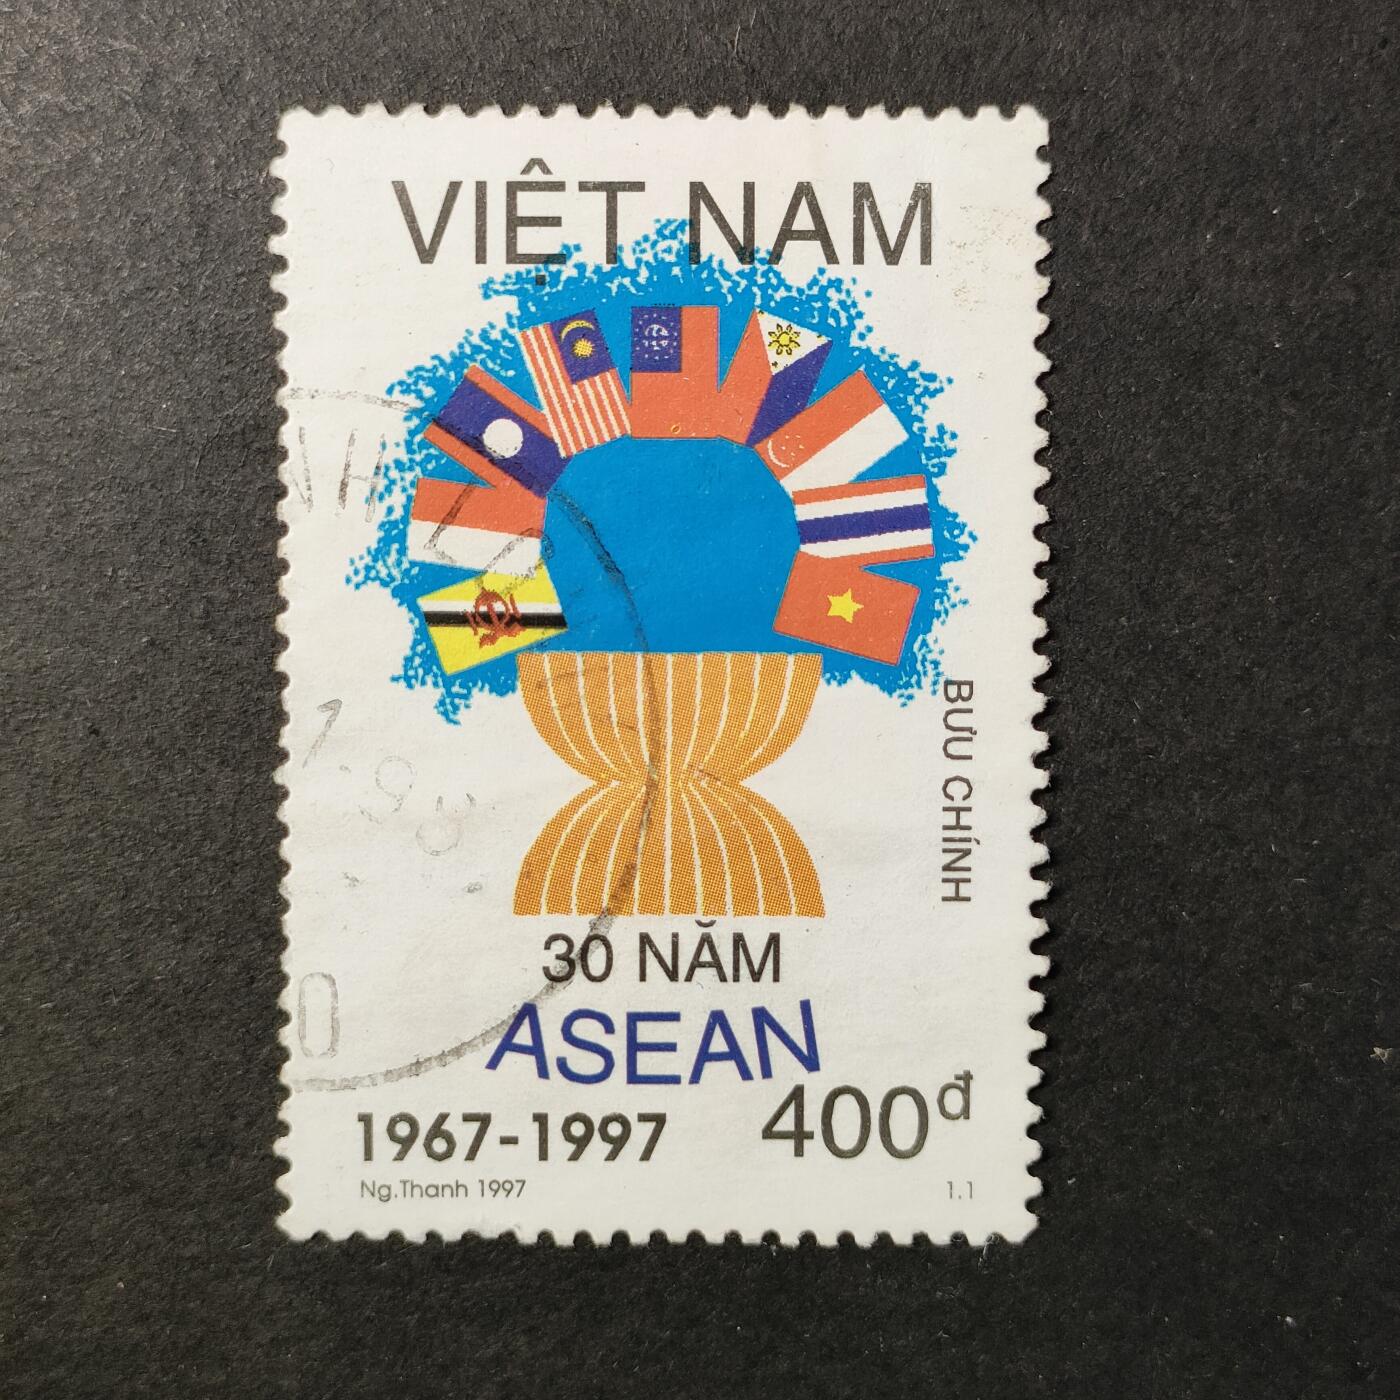 VIỆT NAM
BƯU CHÍNH
30 NĂM
ASEAN
1967-1997
400đ
Ng.Thanh 1997
1.1